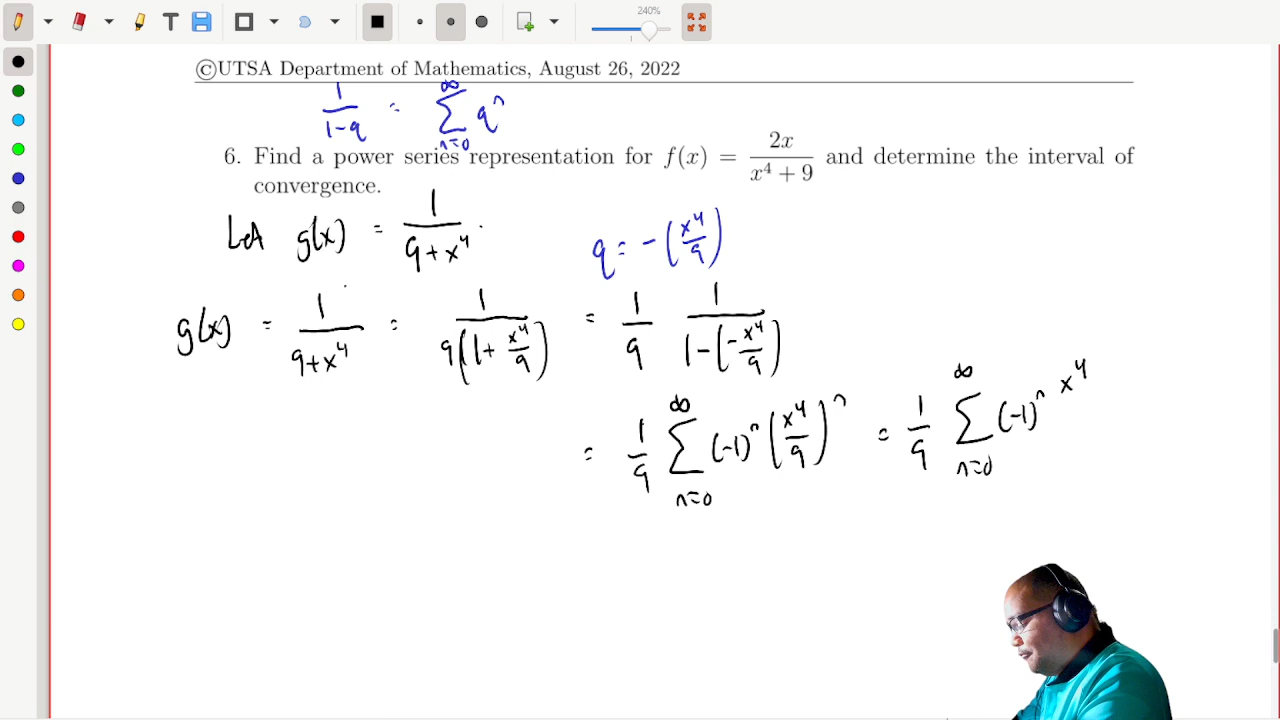 240%
T
©UTSA Department of Mathematics, August 26, 2022
1/(1-q) = ∑_{n=0}^{∞} q^n
6. Find a power series representation for f(x) = 2x/(x^4 + 9) and determine the interval of
convergence.
Let g(x) = 1/(9+x^4)
q = -(x^4/9)
g(x) = 1/(9+x^4) = 1/(9(1+x^4/9)) = 1/9 1/(1-(-x^4/9))
= 1/9 ∑_{n=0}^{∞} (-1)^n (x^4/9)^n = 1/9 ∑_{n=0}^{∞} (-1)^n x^4